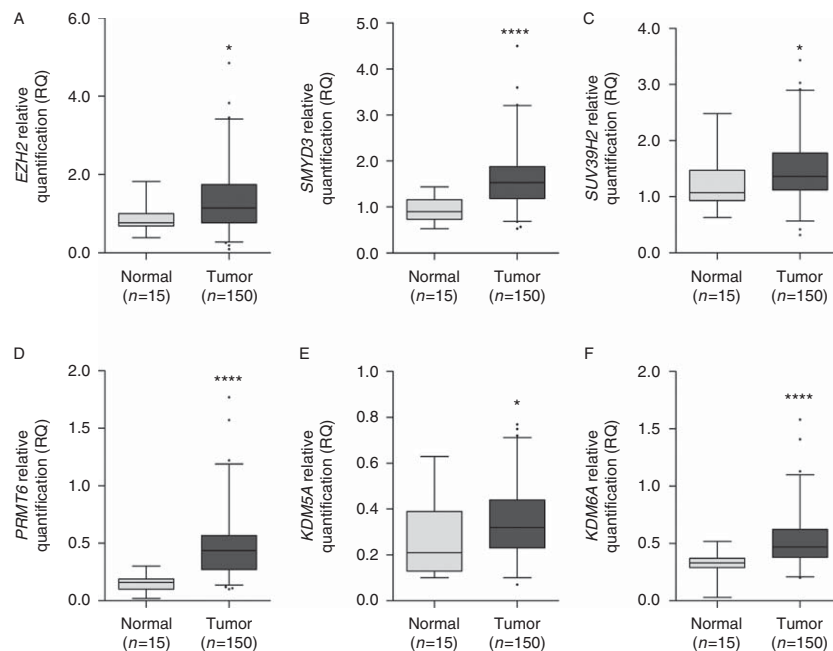 A
EZH2 relative
quantification (RQ)
6.0
4.0
2.0
0.0
*
Normal
(n=15)
Tumor
(n=150)
B
SMYD3 relative
quantification (RQ)
5.0
4.0
3.0
2.0
1.0
0.0
****
Normal
(n=15)
Tumor
(n=150)
C
SUV39H2 relative
quantification (RQ)
4.0
3.0
2.0
1.0
0.0
*
Normal
(n=15)
Tumor
(n=150)
D
PRMT6 relative
quantification (RQ)
2.0
1.5
1.0
0.5
0.0
****
Normal
(n=15)
Tumor
(n=150)
E
KDM5A relative
quantification (RQ)
1.0
0.8
0.6
0.4
0.2
0.0
*
Normal
(n=15)
Tumor
(n=150)
F
KDM6A relative
quantification (RQ)
2.0
1.5
1.0
0.5
0.0
****
Normal
(n=15)
Tumor
(n=150)